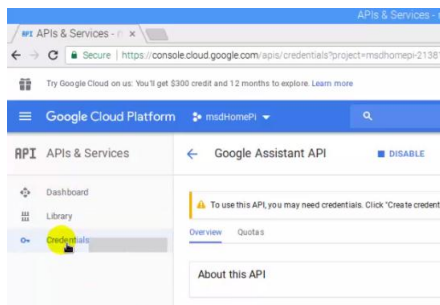 APIs & Services -
API APIs & Services - n ×
Secure | https://console.cloud.google.com/apis/credentials?project=msdhomepi-2138
Try Google Cloud on us: You'll get $300 credit and 12 months to explore. Learn more
Google Cloud Platform msdHomePi
API APIs & Services
Google Assistant API DISABLE
Dashboard
To use this API, you may need credentials. Click "Create credent
Library
Credentials
Overview Quotas
About this API